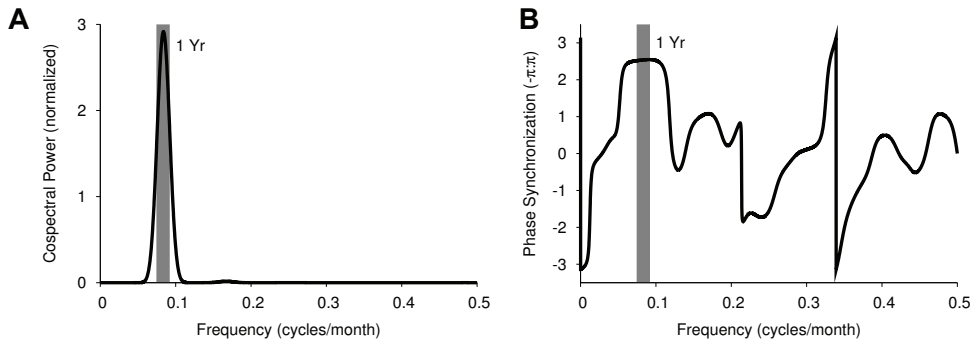 A
Cospectral Power (normalized)
3
2
1
0
1 Yr
0
0.1
0.2
0.3
0.4
0.5
Frequency (cycles/month)
B
Phase Synchronization (-π:π)
3
2
1
0
-1
-2
-3
1 Yr
0
0.1
0.2
0.3
0.4
0.5
Frequency (cycles/month)